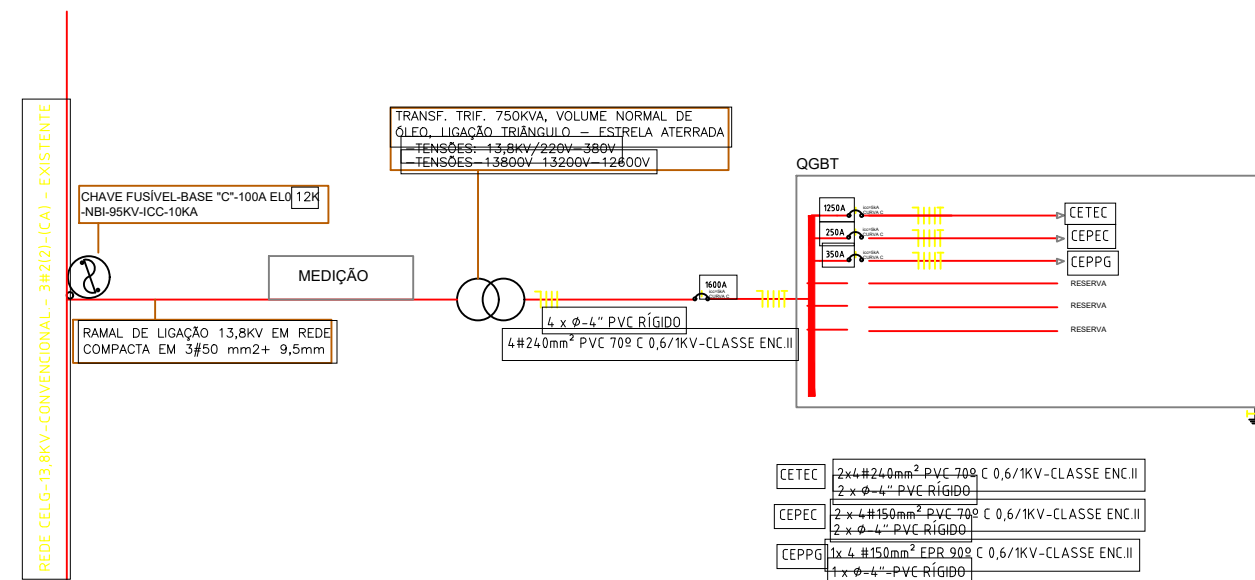 REDE CELG-13,8KV-CONVENCIONAL - 3#2(2)-(CA) - EXISTENTE
TRANSF. TRIF. 750KVA, VOLUME NORMAL DE
ÓLEO, LIGAÇÃO TRIÂNGULO – ESTRELA ATERRADA
-TENSÕES: 13,8KV/220V-380V
-TENSÕES-13800V 13200V-12600V
CHAVE FUSÍVEL-BASE "C"-100A EL0 12K
-NBI-95KV-ICC-10KA
MEDIÇÃO
RAMAL DE LIGAÇÃO 13,8KV EM REDE
COMPACTA EM 3#50 mm2+ 9,5mm
4 x Ø-4" PVC RÍGIDO
4#240mm² PVC 70º C 0,6/1KV-CLASSE ENC.II
1600A
CURVA C
QGBT
1250A
CURVA C
CETEC
250A
CURVA C
CEPEC
350A
CURVA C
CEPPG
RESERVA
RESERVA
RESERVA
CETEC 2x4#240mm² PVC 70º C 0,6/1KV-CLASSE ENC.II
2 x Ø-4" PVC RÍGIDO
CEPEC 2 x 4#150mm² PVC 70º C 0,6/1KV-CLASSE ENC.II
2 x Ø-4" PVC RÍGIDO
CEPPG 1x 4 #150mm² EPR 90º C 0,6/1KV-CLASSE ENC.II
1 x Ø-4"-PVC RÍGIDO